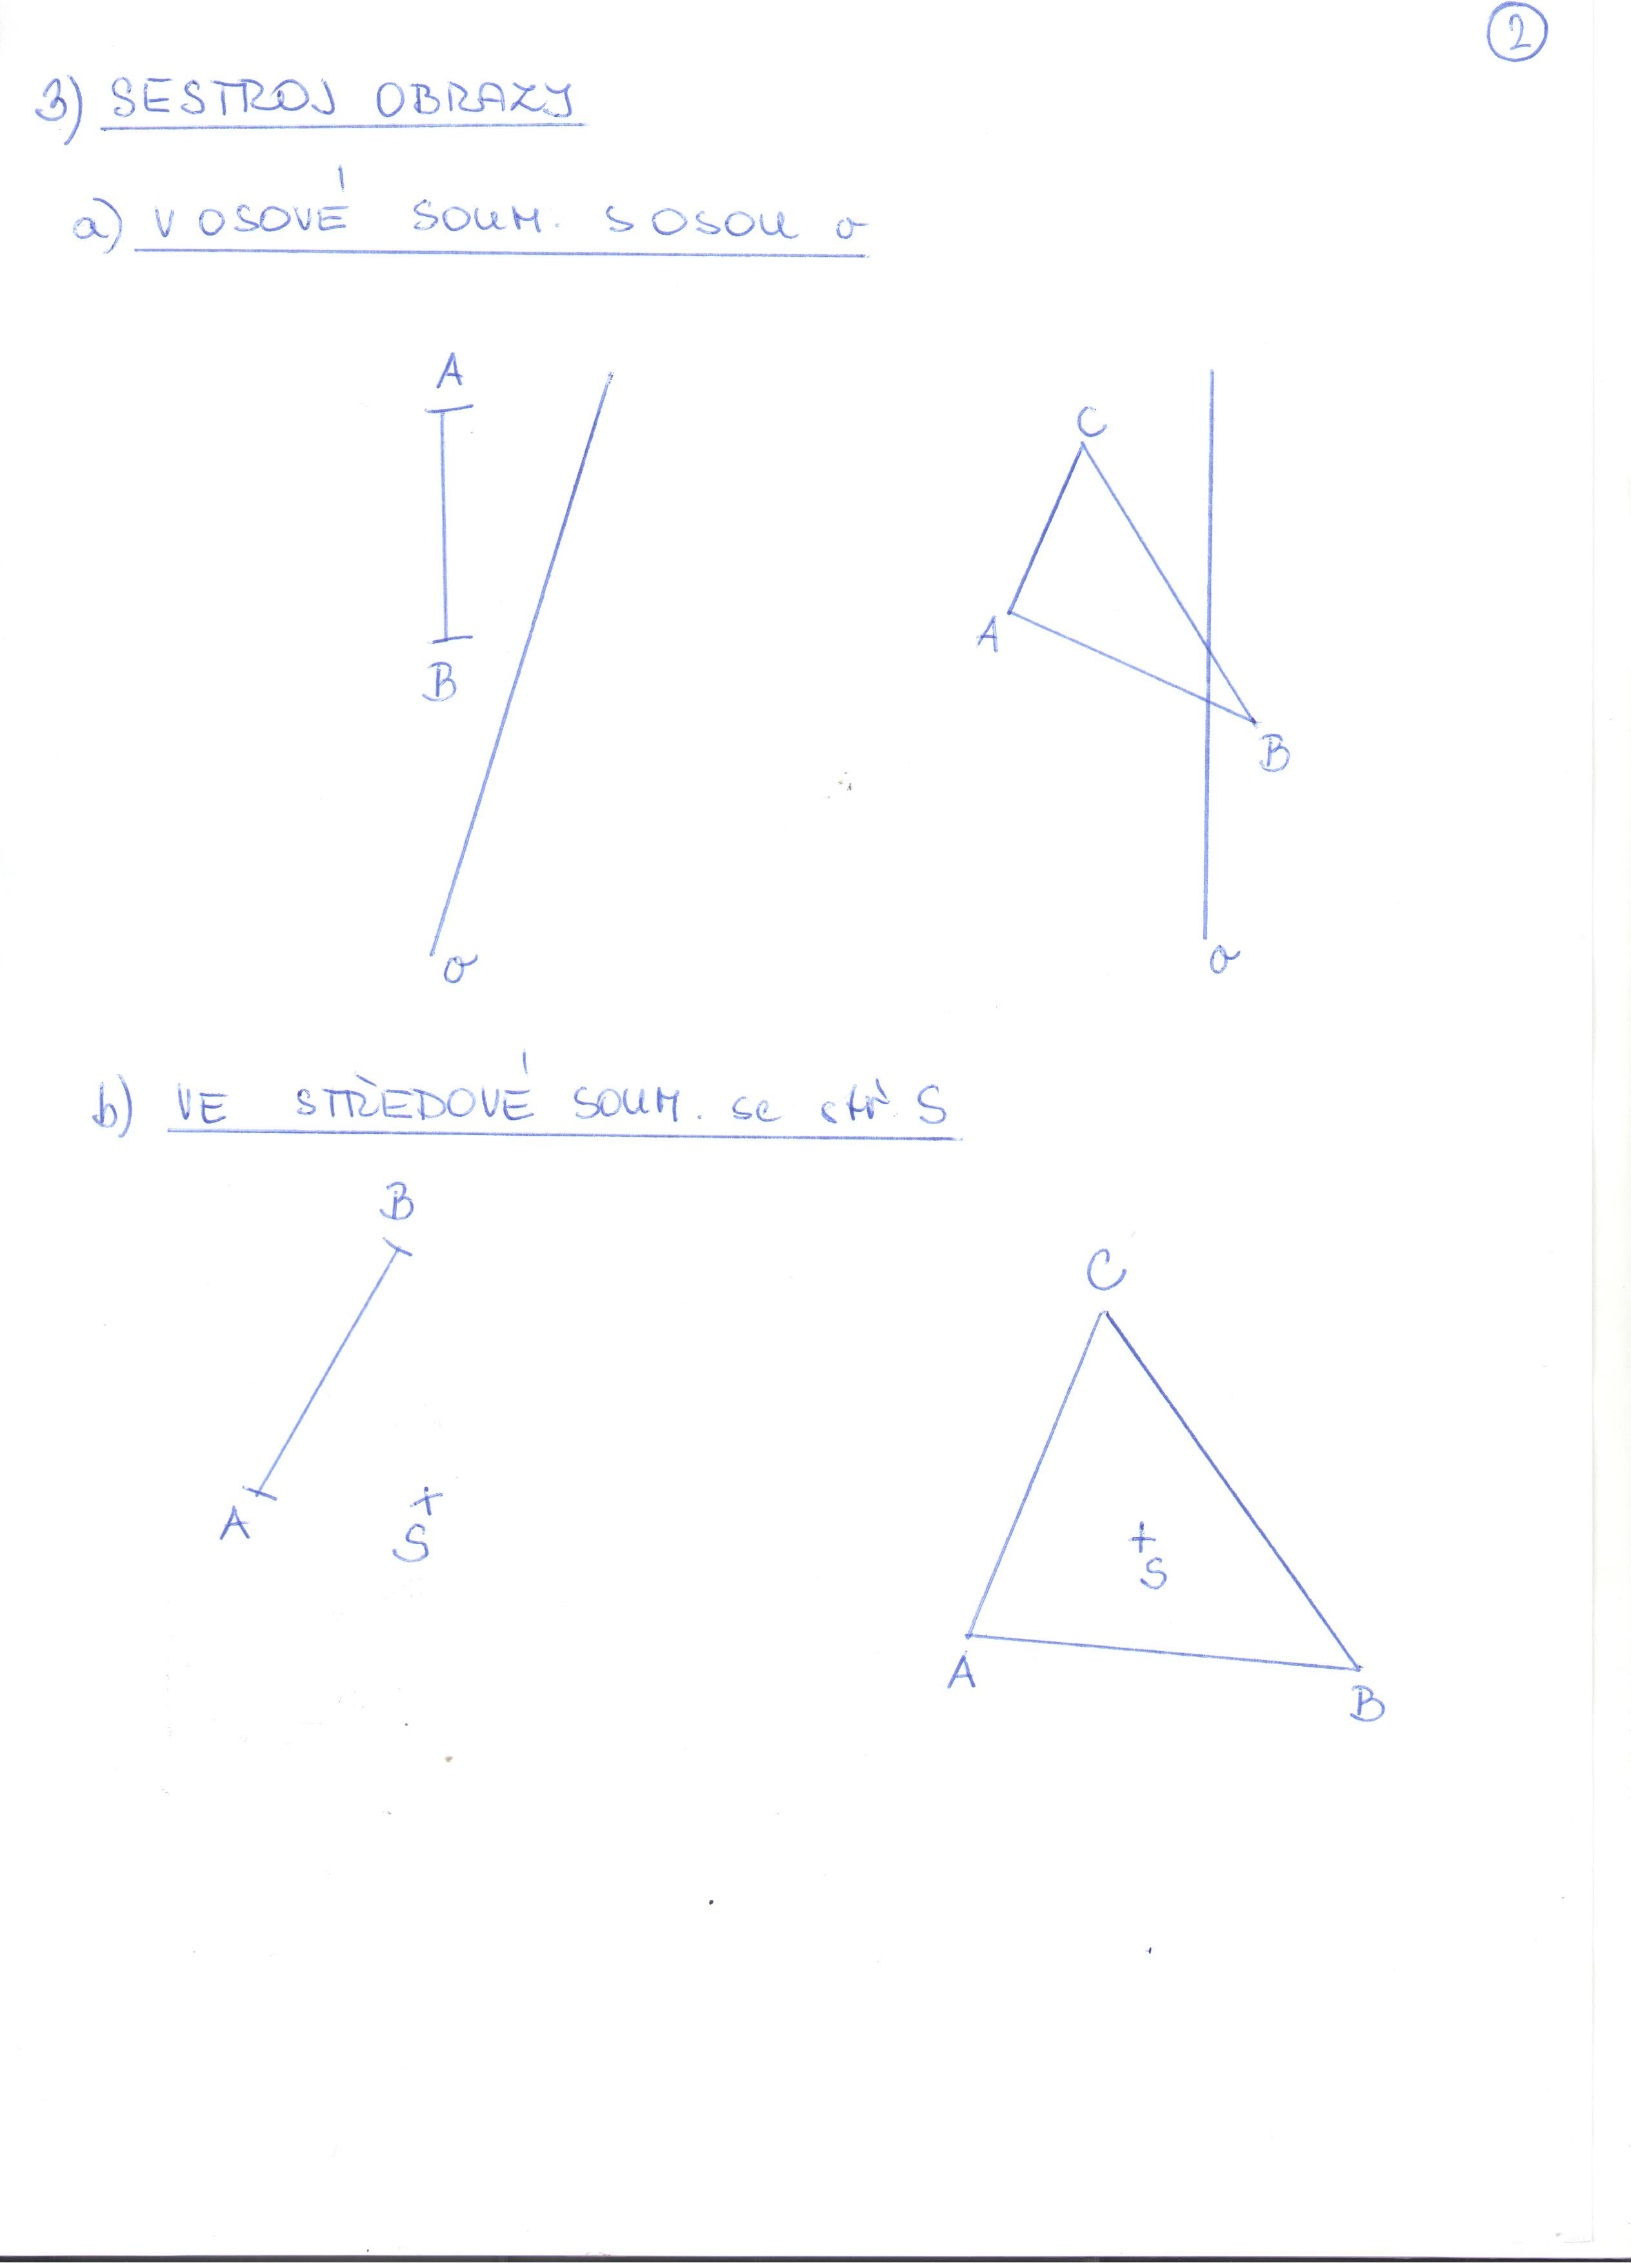 2
3) SESTROJ OBRAZY
a) V OSOVÉ SOUM. S OSOU o
A
B
o
C
A
B
o
b) VE STŘEDOVÉ SOUM. se stř. S
B
A
S
C
S
A
B